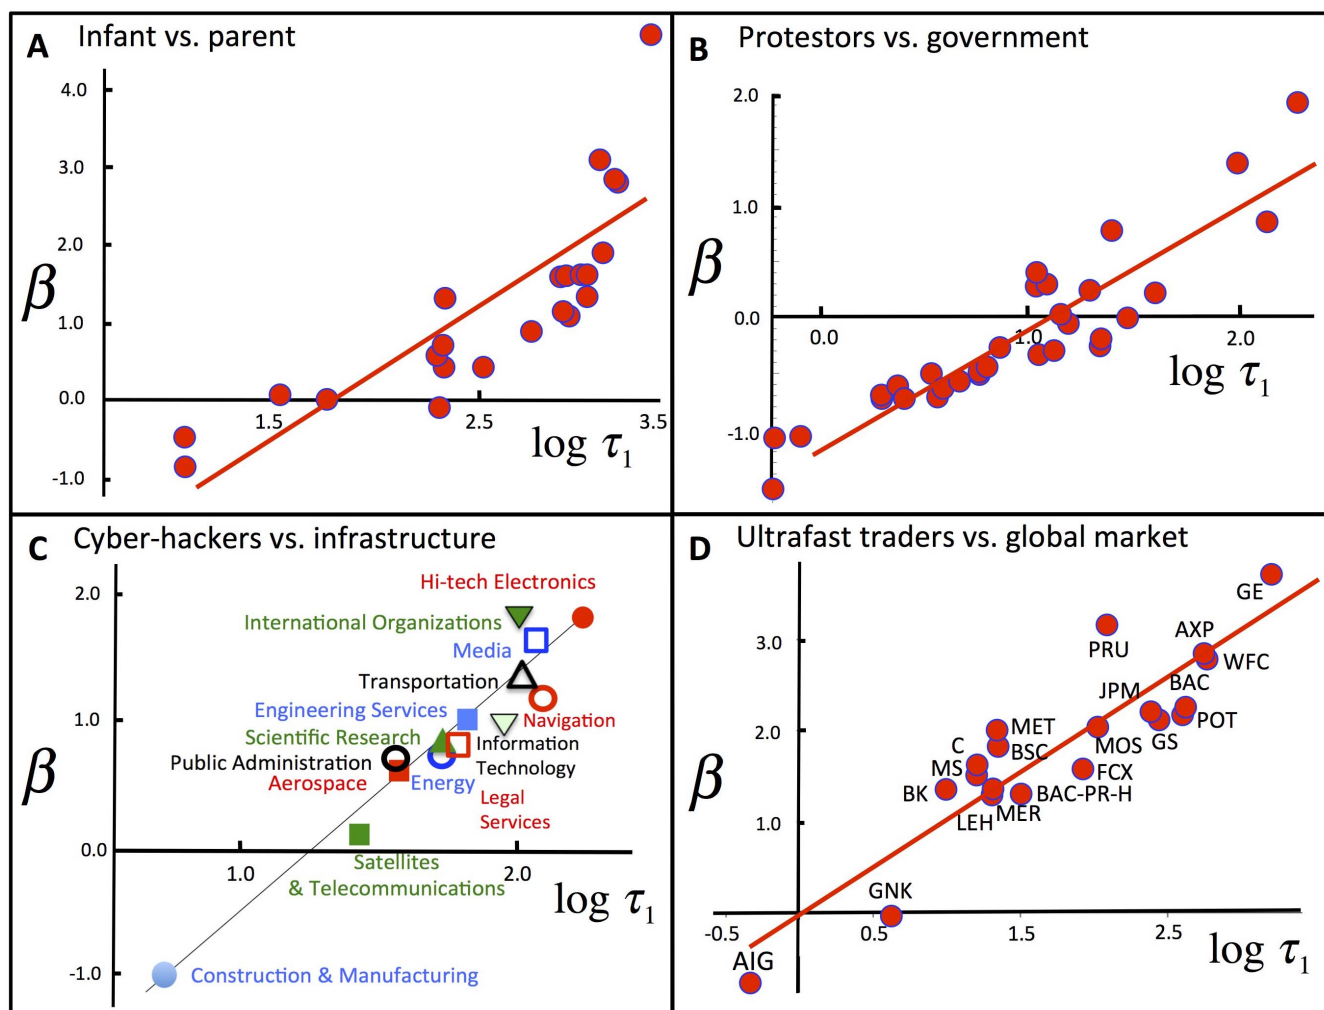 A Infant vs. parent
4.0
3.0
2.0
1.0
0.0
-1.0
β
1.5
2.5
3.5
log τ1
B Protestors vs. government
2.0
1.0
0.0
-1.0
β
0.0
1.0
2.0
log τ1
C Cyber-hackers vs. infrastructure
2.0
1.0
0.0
-1.0
β
Hi-tech Electronics
International Organizations
Media
Transportation
Engineering Services
Navigation
Scientific Research
Information
Technology
Public Administration
Aerospace
Energy
Legal
Services
Satellites
& Telecommunications
Construction & Manufacturing
1.0
2.0
log τ1
D Ultrafast traders vs. global market
3.0
2.0
1.0
β
GE
AXP
PRU
WFC
JPM
BAC
POT
MET
MOS
GS
C
BSC
MS
FCX
BK
BAC-PR-H
LEH
MER
GNK
AIG
-0.5
0.5
1.5
2.5
log τ1